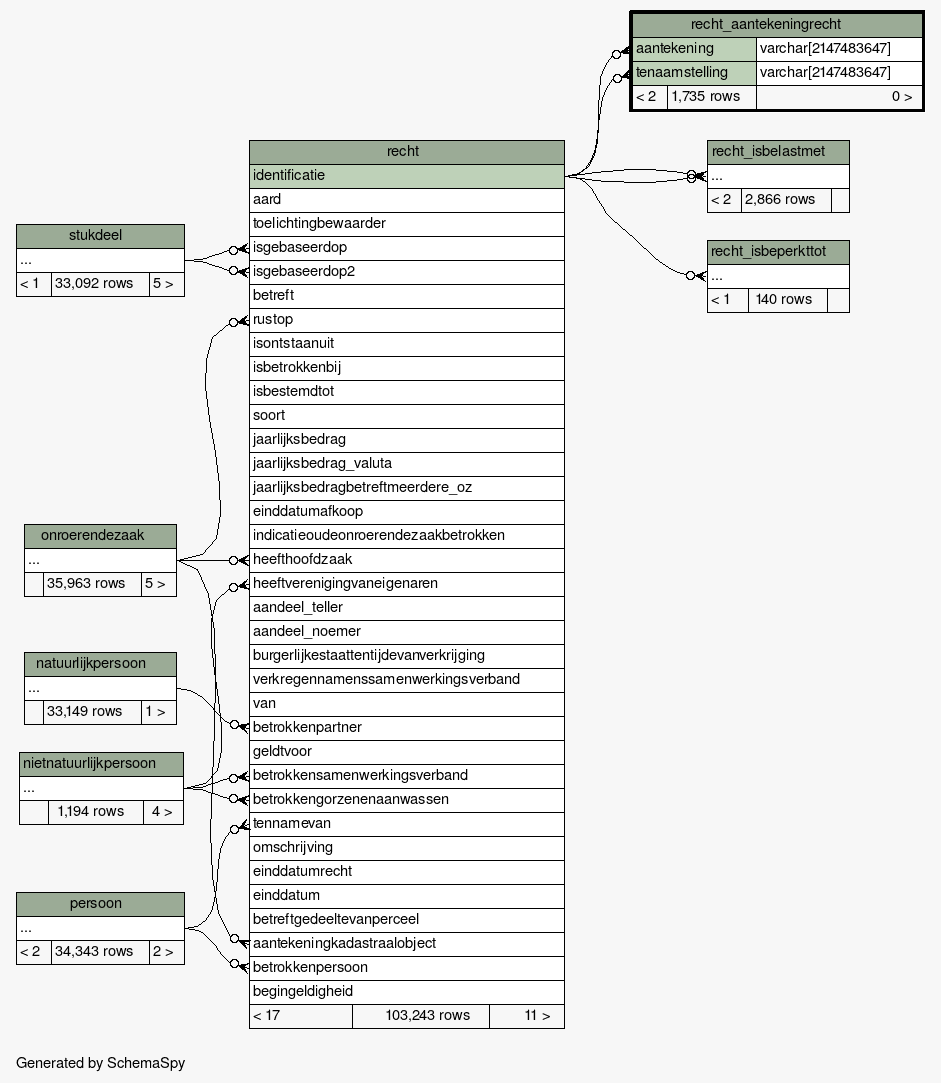 recht_aantekeningrecht
aantekening varchar[2147483647]
tenaamstelling varchar[2147483647]
< 2 1,735 rows 0 >
recht
identificatie
aard
toelichtingbewaarder
isgebaseerdop
isgebaseerdop2
betreft
rustop
isontstaanuit
isbetrokkenbij
isbestemdtot
soort
jaarlijksbedrag
jaarlijksbedrag_valuta
jaarlijksbedragbetreftmeerdere_oz
einddatumafkoop
indicatieoudeonroerendezaakbetrokken
heefthoofdzaak
heeftverenigingvaneigenaren
aandeel_teller
aandeel_noemer
burgerlijkestaattentijdevanverkrijging
verkregennamenssamenwerkingsverband
van
betrokkenpartner
geldtvoor
betrokkensamenwerkingsverband
betrokkengorzenenaanwassen
tennamevan
omschrijving
einddatumrecht
einddatum
betreftgedeeltevanperceel
aantekeningkadastraalobject
betrokkenpersoon
begingeldigheid
< 17 103,243 rows 11 >
recht_isbelastmet
...
< 2 2,866 rows
recht_isbeperkttot
...
< 1 140 rows
stukdeel
...
< 1 33,092 rows 5 >
onroerendezaak
...
35,963 rows 5 >
natuurlijkpersoon
...
33,149 rows 1 >
nietnatuurlijkpersoon
...
1,194 rows 4 >
persoon
...
< 2 34,343 rows 2 >
Generated by SchemaSpy